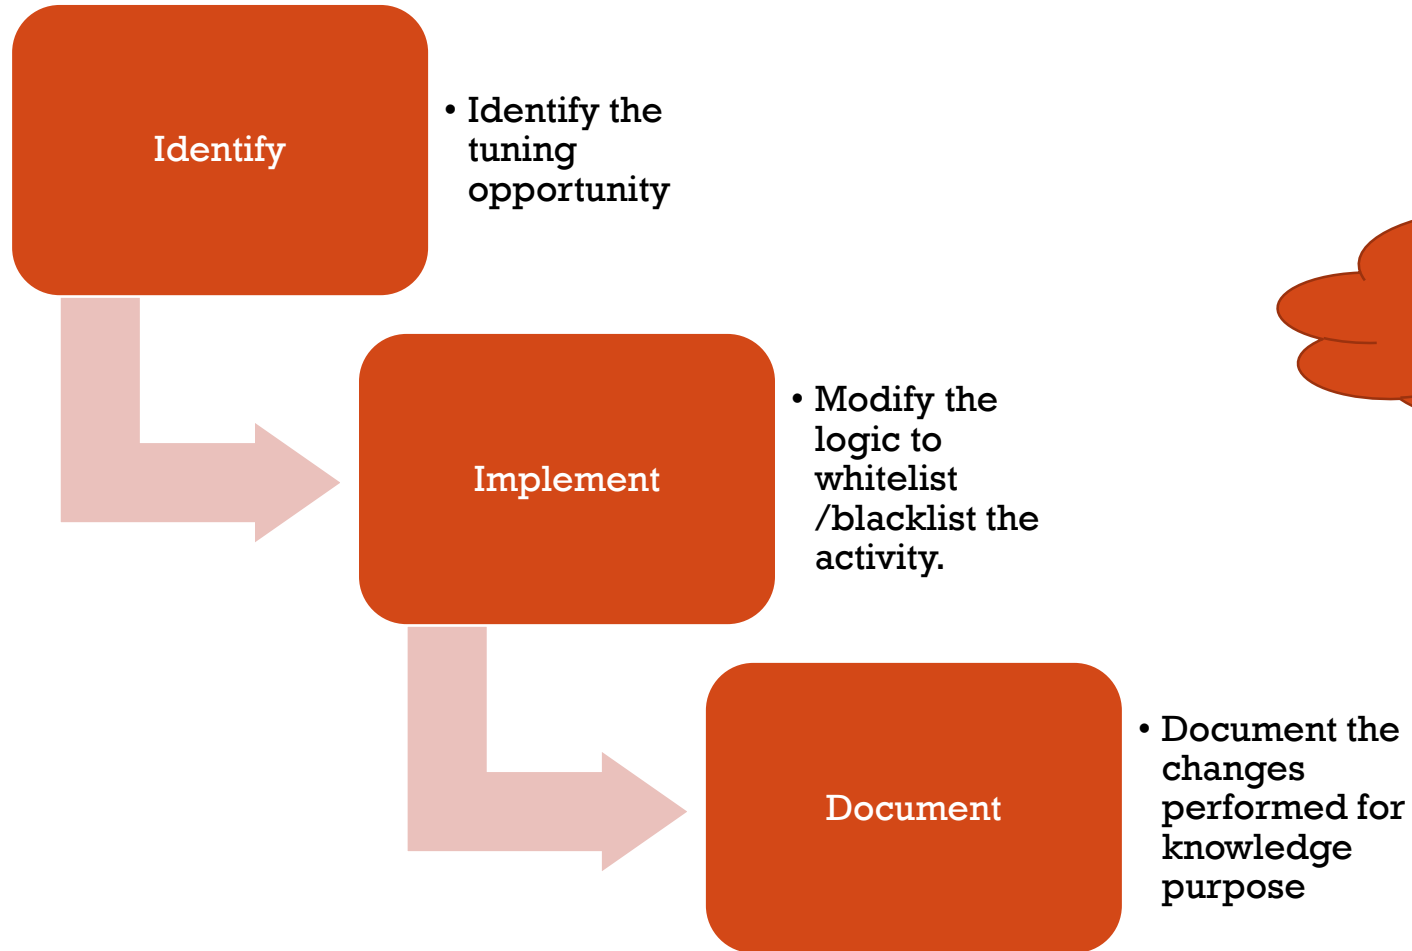 Identify
• Identify the
tuning
opportunity
Implement
• Modify the
logic to
whitelist
/blacklist the
activity.
Document
• Document the
changes
performed for
knowledge
purpose